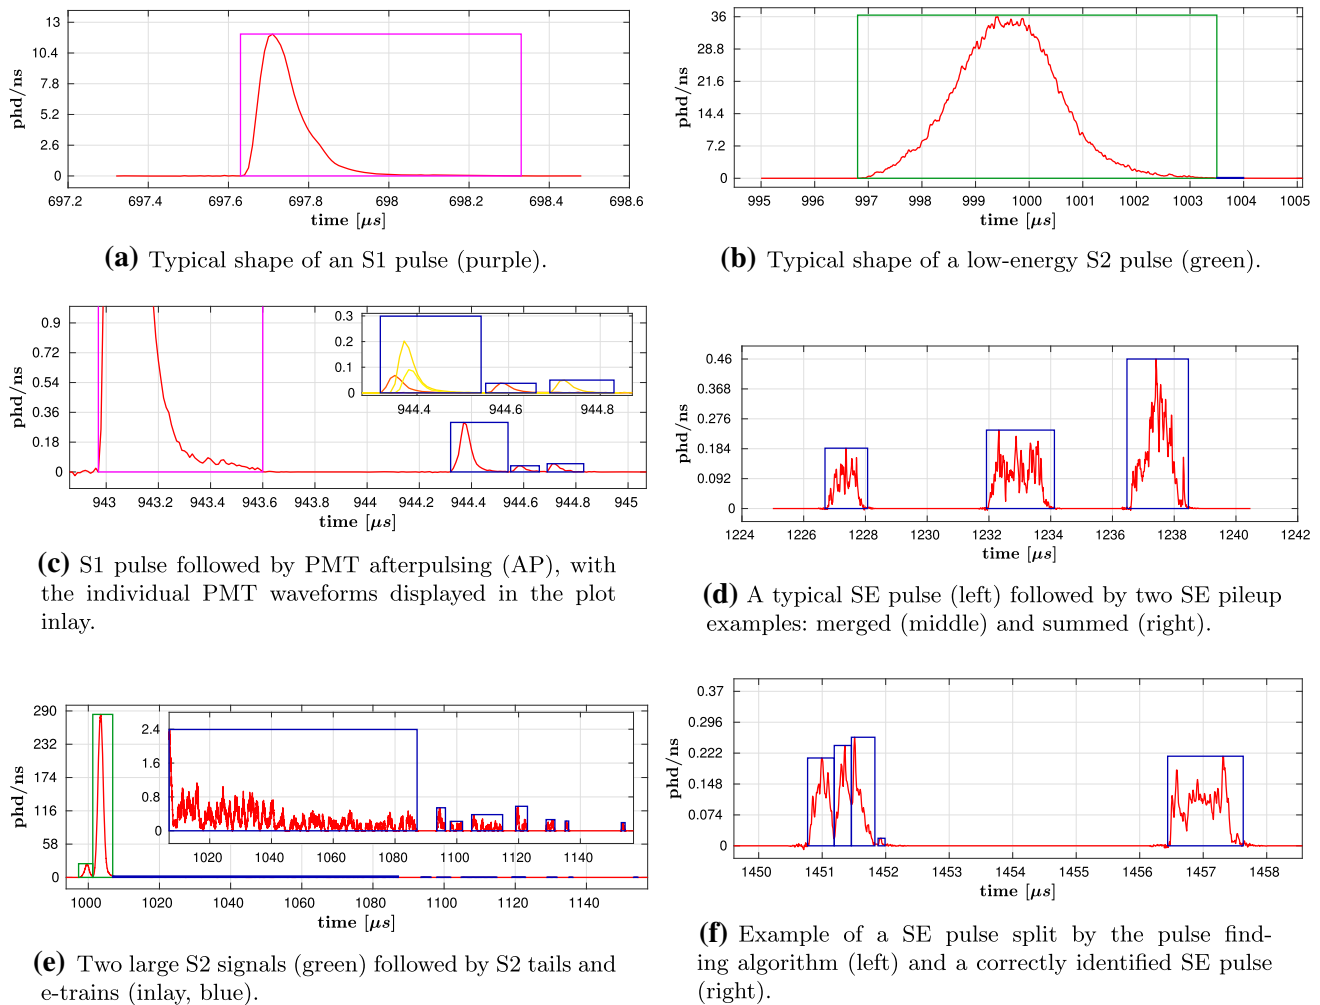 13
10.4
7.8
5.2
2.6
0
phd/ns
697.2 697.4 697.6 697.8 698 698.2 698.4 698.6
time [μs]
(a) Typical shape of an S1 pulse (purple).
36
28.8
21.6
14.4
7.2
0
phd/ns
995 996 997 998 999 1000 1001 1002 1003 1004 1005
time [μs]
(b) Typical shape of a low-energy S2 pulse (green).
0.9
0.72
0.54
0.36
0.18
0
phd/ns
0.3
0.2
0.1
0
944.4 944.6 944.8
943 943.2 943.4 943.6 943.8 944 944.2 944.4 944.6 944.8 945
time [μs]
(c) S1 pulse followed by PMT afterpulsing (AP), with
the individual PMT waveforms displayed in the plot
inlay.
0.46
0.368
0.276
0.184
0.092
0
phd/ns
1224 1226 1228 1230 1232 1234 1236 1238 1240 1242
time [μs]
(d) A typical SE pulse (left) followed by two SE pileup
examples: merged (middle) and summed (right).
290
232
174
116
58
0
phd/ns
2.4
1.6
0.8
0
1020 1040 1060 1080 1100 1120 1140
1000 1020 1040 1060 1080 1100 1120 1140
time [μs]
(e) Two large S2 signals (green) followed by S2 tails and
e-trains (inlay, blue).
0.37
0.296
0.222
0.148
0.074
0
phd/ns
1450 1451 1452 1453 1454 1455 1456 1457 1458
time [μs]
(f) Example of a SE pulse split by the pulse find-
ing algorithm (left) and a correctly identified SE pulse
(right).